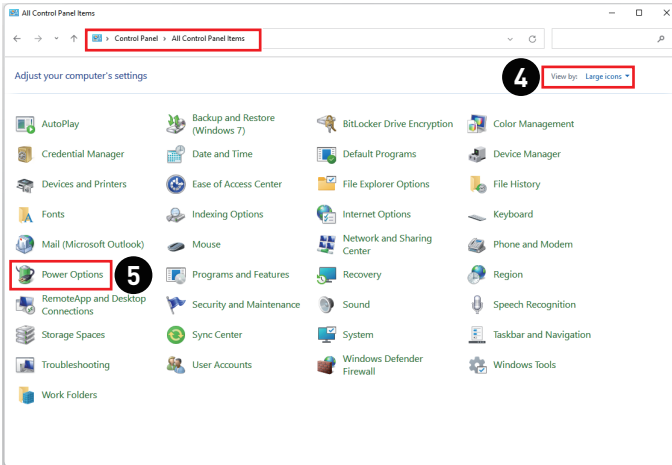 All Control Panel Items
Control Panel > All Control Panel Items
Adjust your computer's settings
4
View by: Large icons
AutoPlay
Backup and Restore
(Windows 7)
BitLocker Drive Encryption
Color Management
Credential Manager
Date and Time
Default Programs
Device Manager
Devices and Printers
Ease of Access Center
File Explorer Options
File History
Fonts
Indexing Options
Internet Options
Keyboard
Mail (Microsoft Outlook)
Mouse
Network and Sharing
Center
Phone and Modem
Power Options
5
Programs and Features
Recovery
Region
RemoteApp and Desktop
Connections
Security and Maintenance
Sound
Speech Recognition
Storage Spaces
Sync Center
System
Taskbar and Navigation
Troubleshooting
User Accounts
Windows Defender
Firewall
Windows Tools
Work Folders